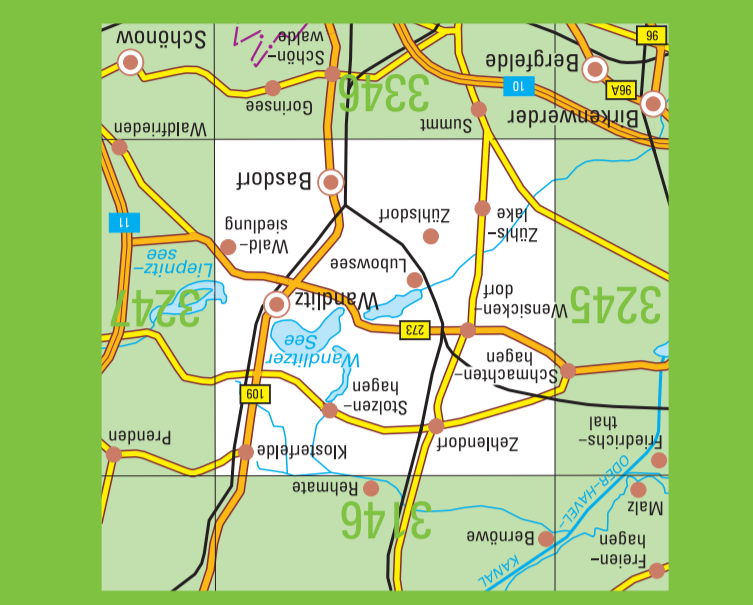 Freien-
hagen
KANAL
Bernöwe
3146
Malz
ODER-HAVEL-
Rehmate
Friedrichs-
thal
Zehlendorf
Klosterfelde
Prenden
Stolzen-
hagen
109
Schmachten-
hagen
Wandlitzer
See
273
3245
Wensicken-
dorf
Wandlitz
3247
Lubowsee
Liepnitz-
see
Zühls-
lake
Zühlsdorf
Wald-
siedlung
11
Basdorf
Waldfrieden
Birkenwerder
Summt
3346
Gorinsee
96A
10
Bergfelde
Schön-
walde
Schönow
96